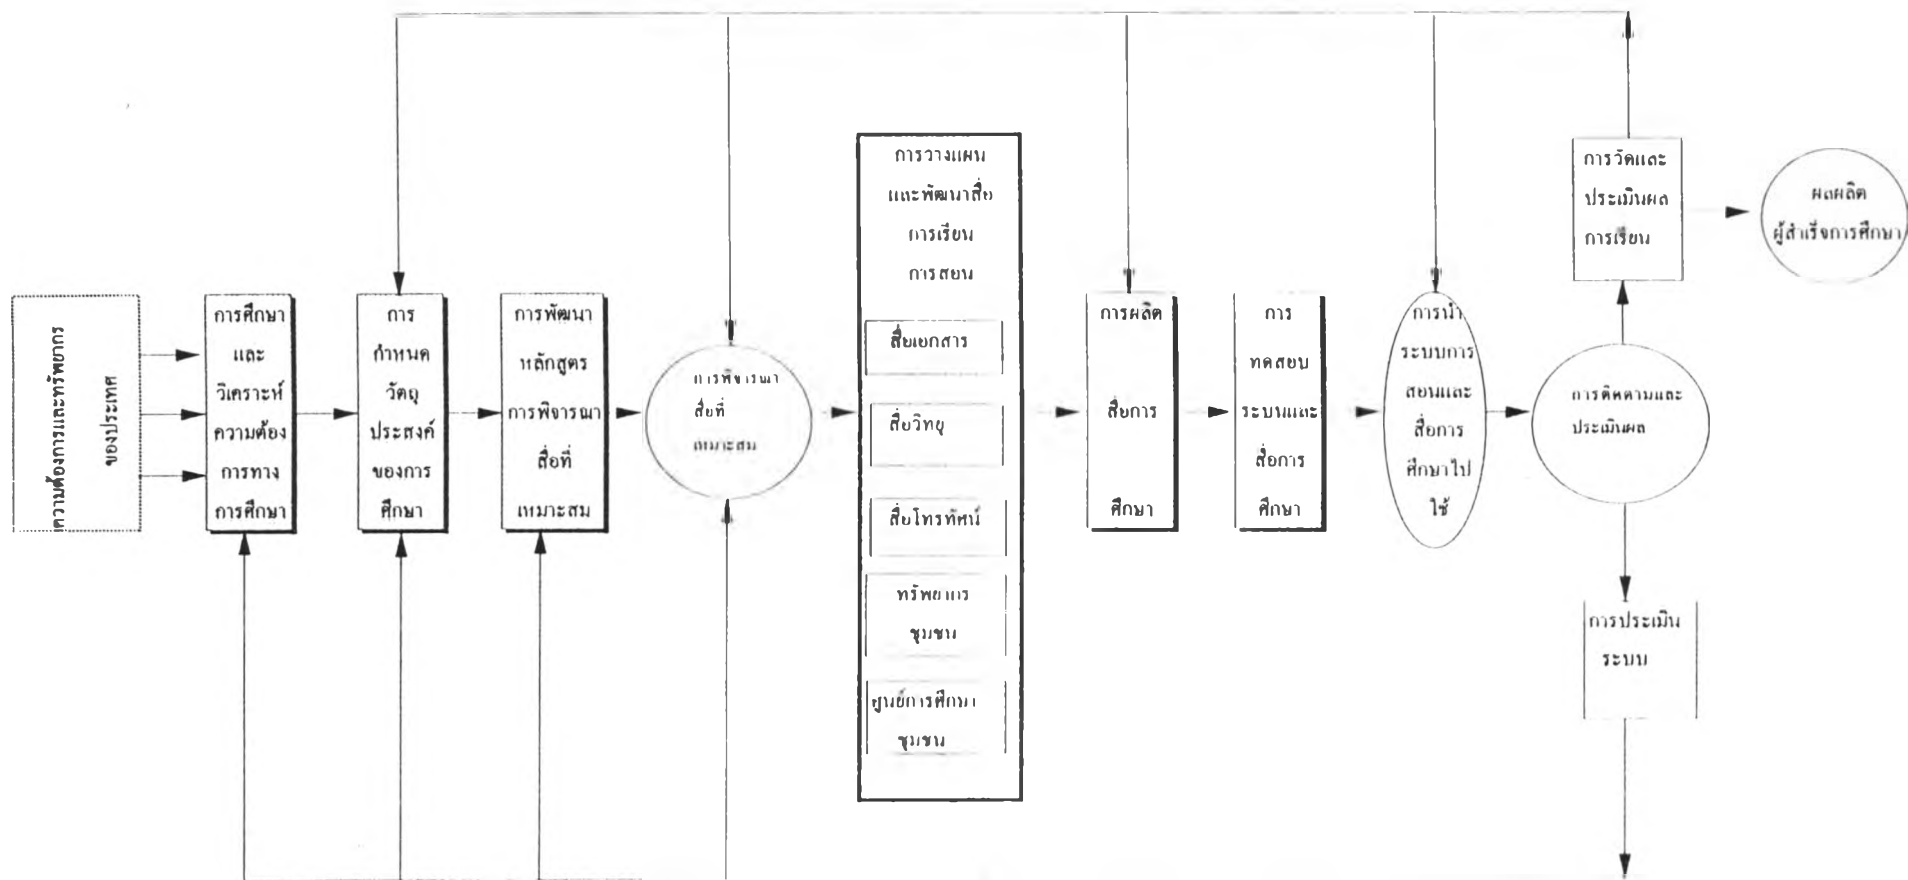 ความต้องการและทรัพยากร
ของประเทศ
การศึกษา
และ
วิเคราะห์
ความต้อง
การทาง
การศึกษา
การ
กำหนด
วัตถุ
ประสงค์
ของการ
ศึกษา
การพัฒนา
หลักสูตร
การพิจารณา
สื่อที่
เหมาะสม
การพิจารณา
สื่อที่
เหมาะสม
การวางแผน
และพัฒนาสื่อ
การเรียน
การสอน
สื่อเอกสาร
สื่อวิทยุ
สื่อโทรทัศน์
ทรัพยากร
ชุมชน
ศูนย์การศึกษา
ชุมชน
การผลิต
สื่อการ
ศึกษา
การ
ทดสอบ
ระบบและ
สื่อการ
ศึกษา
การนำ
ระบบการ
สอนและ
สื่อการ
ศึกษาไป
ใช้
การติดตามและ
ประเมินผล
การวัดและ
ประเมินผล
การเรียน
ผลผลิต
ผู้สำเร็จการศึกษา
การประเมิน
ระบบ